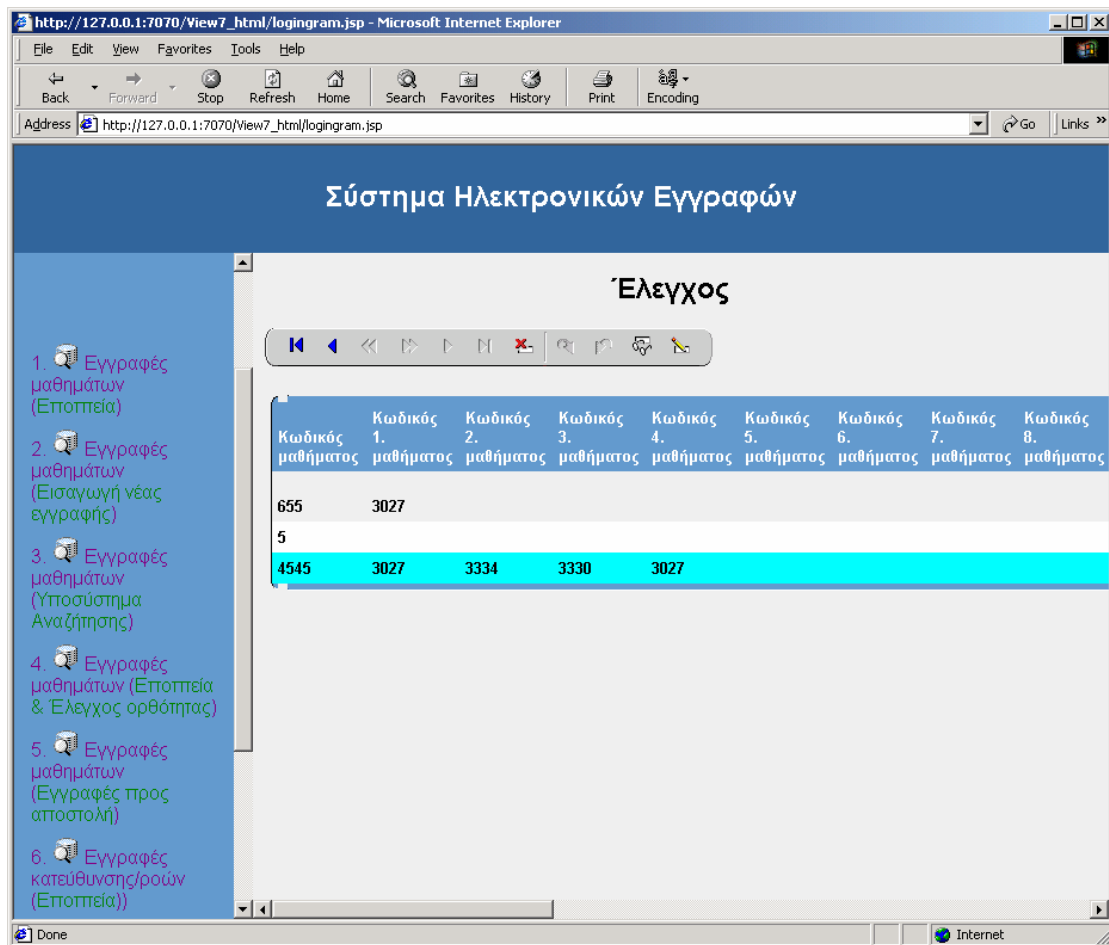 http://127.0.0.1:7070/View7_html/logingram.jsp - Microsoft Internet Explorer
File Edit View Favorites Tools Help
Back Forward Stop Refresh Home Search Favorites History Print Encoding
Address http://127.0.0.1:7070/View7_html/logingram.jsp Go Links »
Σύστημα Ηλεκτρονικών Εγγραφών
1. Εγγραφές
μαθημάτων
(Εποπτεία)
2. Εγγραφές
μαθημάτων
(Εισαγωγή νέας
εγγραφής)
3. Εγγραφές
μαθημάτων
(Υποσύστημα
Αναζήτησης)
4. Εγγραφές
μαθημάτων (Εποπτεία
& Έλεγχος ορθότητας)
5. Εγγραφές
μαθημάτων
(Εγγραφές προς
αποστολή)
6. Εγγραφές
κατεύθυνσης/ροών
(Εποπτεία))
Έλεγχος
Κωδικός Κωδικός Κωδικός Κωδικός Κωδικός Κωδικός Κωδικός Κωδικός
Κωδικός 1. 2. 3. 4. 5. 6. 7. 8.
μαθήματος μαθήματος μαθήματος μαθήματος μαθήματος μαθήματος μαθήματος μαθήματος μαθήματος
655 3027
5
4545 3027 3334 3330 3027
Done Internet